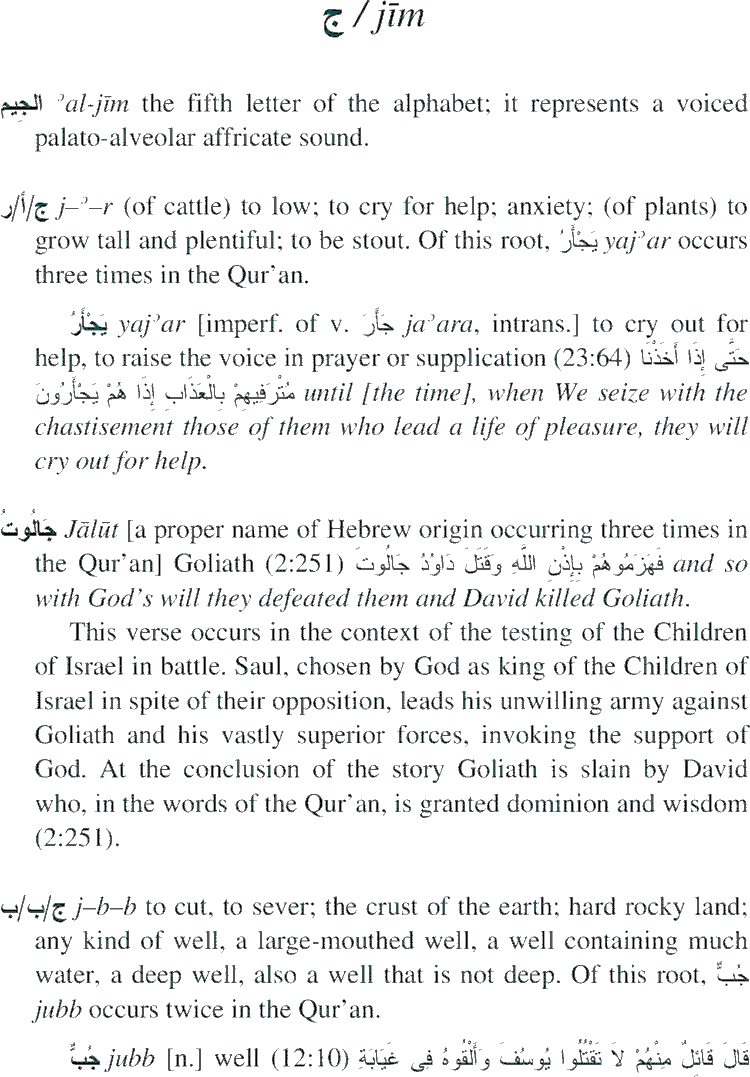 ج / jīm
الجِيم ʾal-jīm the fifth letter of the alphabet; it represents a voiced
palato-alveolar affricate sound.
ج/أ/ر j–ʾ–r (of cattle) to low; to cry for help; anxiety; (of plants) to
grow tall and plentiful; to be stout. Of this root, يَجْأَرُ yajʾar occurs
three times in the Qur’an.
يَجْأَرُ yajʾar [imperf. of v. جَأَرَ jaʾara, intrans.] to cry out for
help, to raise the voice in prayer or supplication (23:64) حَتَّى إِذَا أَخَذْنَا
مُتْرَفِيهِمْ بِالْعَذَابِ إِذَا هُمْ يَجْأَرُونَ until [the time], when We seize with the
chastisement those of them who lead a life of pleasure, they will
cry out for help.
جَالُوتُ Jālūt [a proper name of Hebrew origin occurring three times in
the Qur’an] Goliath (2:251) فَهَزَمُوهُمْ بِإِذْنِ اللَّهِ وَقَتَلَ دَاوُدُ جَالُوتَ and so
with God’s will they defeated them and David killed Goliath.
This verse occurs in the context of the testing of the Children
of Israel in battle. Saul, chosen by God as king of the Children of
Israel in spite of their opposition, leads his unwilling army against
Goliath and his vastly superior forces, invoking the support of
God. At the conclusion of the story Goliath is slain by David
who, in the words of the Qur’an, is granted dominion and wisdom
(2:251).
ج/ب/ب j–b–b to cut, to sever; the crust of the earth; hard rocky land;
any kind of well, a large-mouthed well, a well containing much
water, a deep well, also a well that is not deep. Of this root, جُبٌّ
jubb occurs twice in the Qur’an.
جُبٌّ jubb [n.] well (12:10) قَالَ قَائِلٌ مِنْهُمْ لاَ تَقْتُلُوا يُوسُفَ وَأَلْقُوهُ فِى غَيَابَةِ